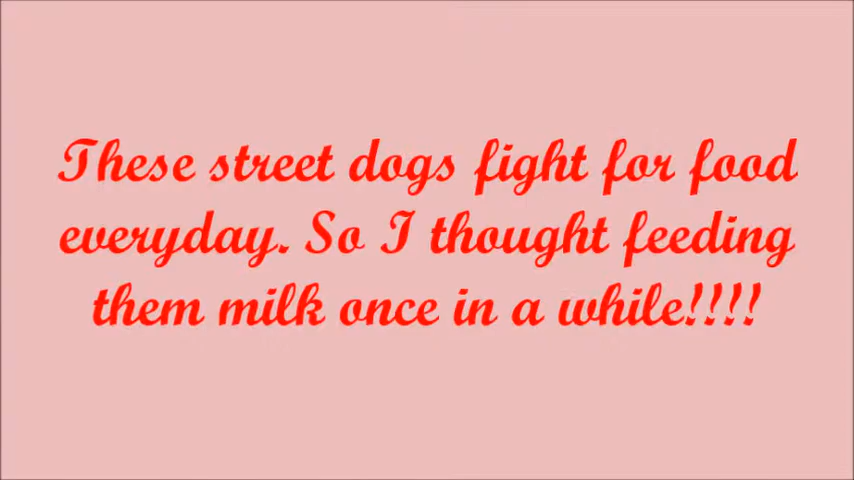 These street dogs fight for food
everyday. So I thought feeding
them milk once in a while!!!!